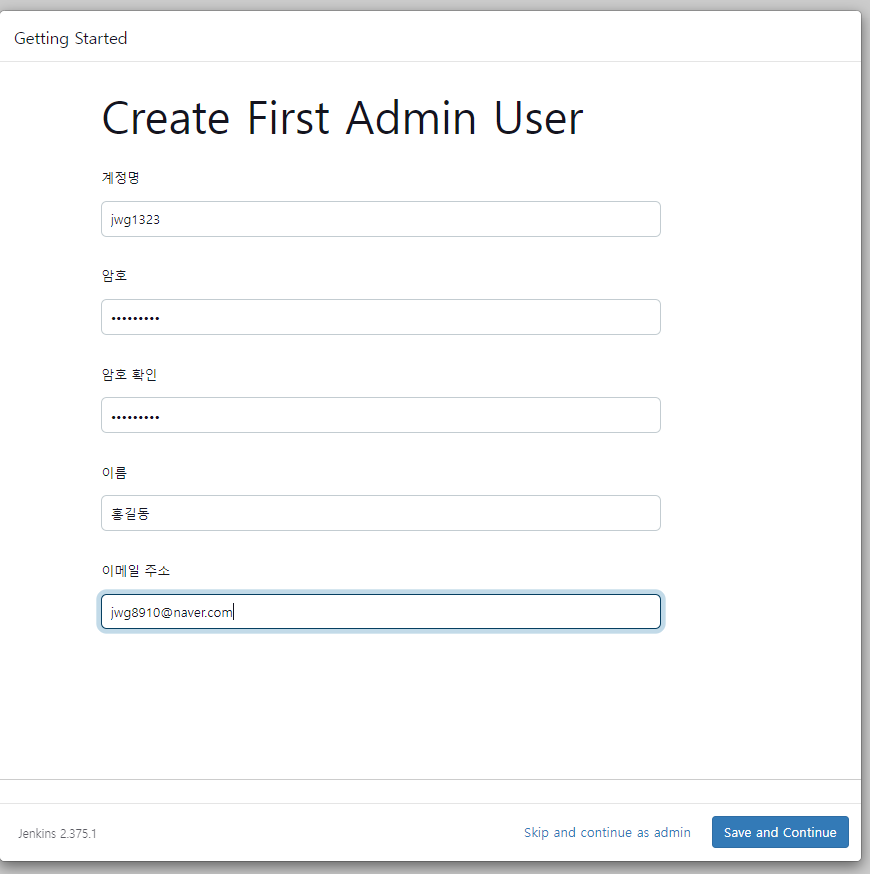 Getting Started
Create First Admin User
계정명
jwg1323
암호
•••••••••
암호 확인
•••••••••
이름
홍길동
이메일 주소
jwg8910@naver.com
Jenkins 2.375.1
Skip and continue as admin
Save and Continue